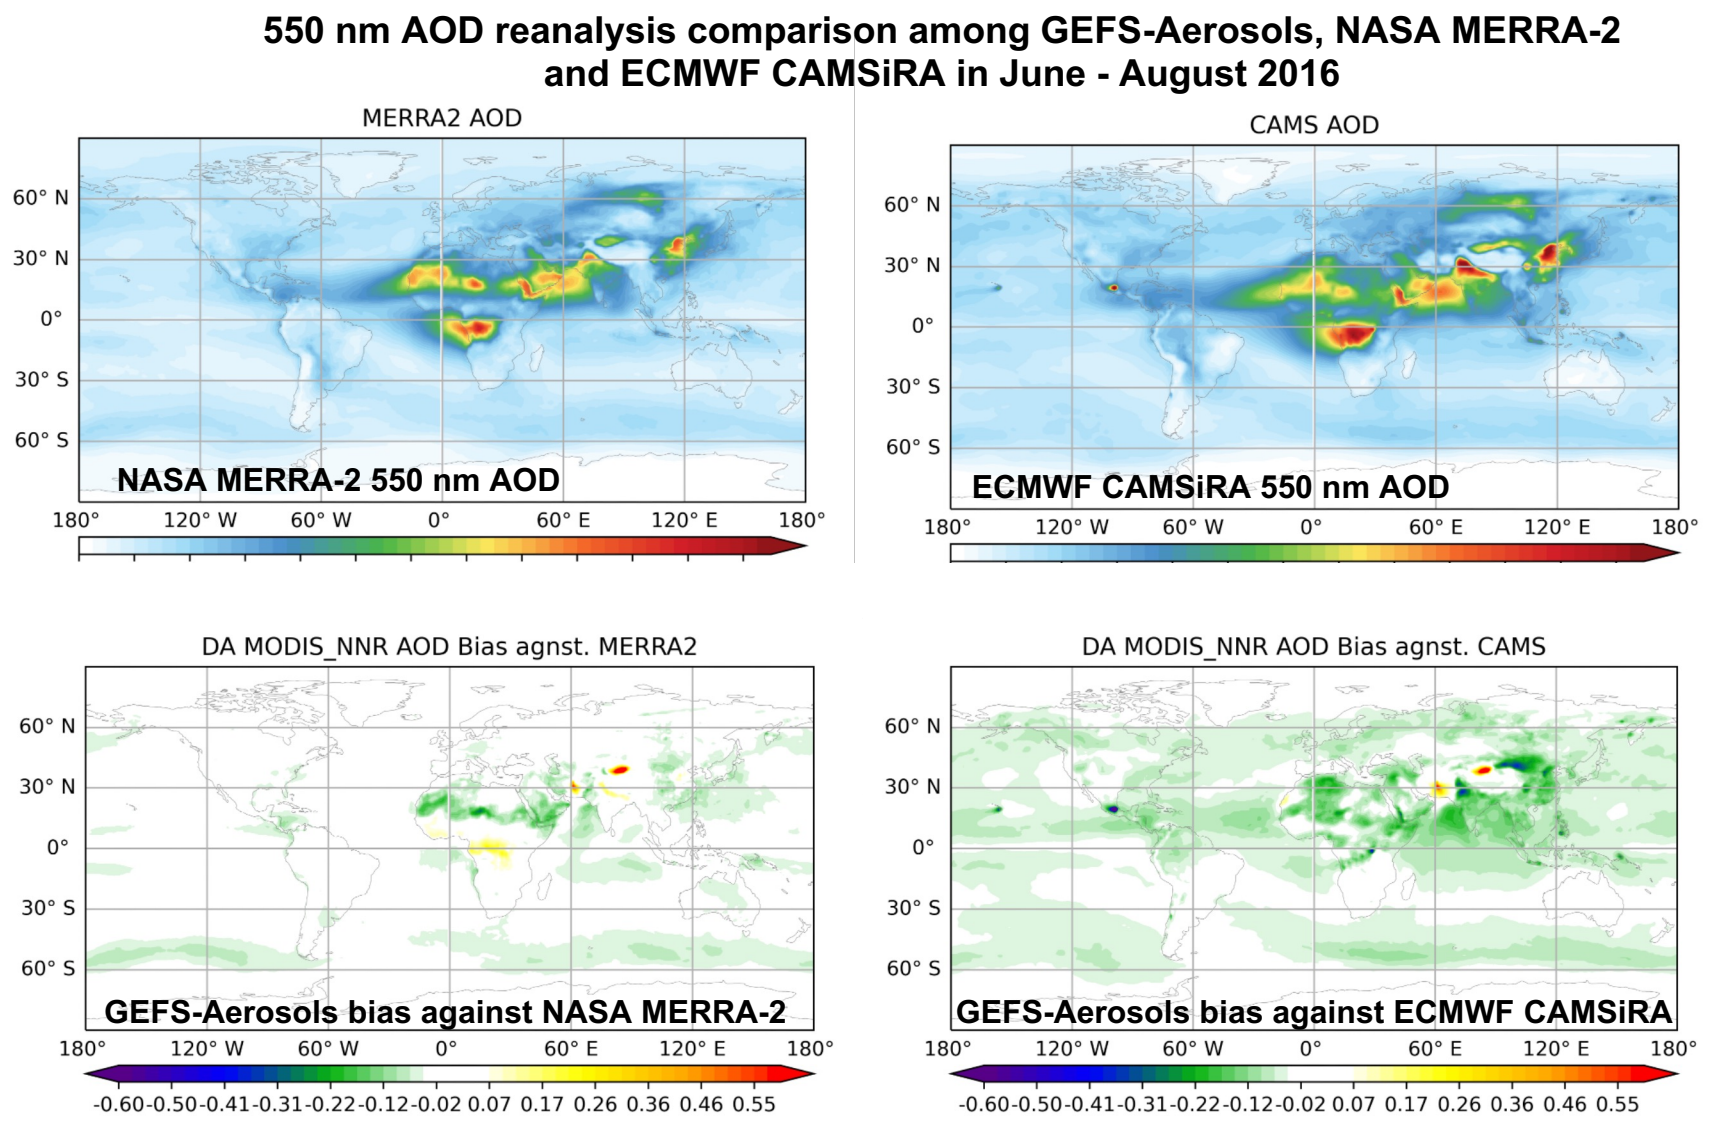 550 nm AOD reanalysis comparison among GEFS-Aerosols, NASA MERRA-2
and ECMWF CAMSiRA in June - August 2016
MERRA2 AOD
60° N
30° N
0°
30° S
60° S
NASA MERRA-2 550 nm AOD
180° 120° W 60° W 0° 60° E 120° E 180°
CAMS AOD
60° N
30° N
0°
30° S
60° S
ECMWF CAMSiRA 550 nm AOD
180° 120° W 60° W 0° 60° E 120° E 180°
DA MODIS_NNR AOD Bias agnst. MERRA2
60° N
30° N
0°
30° S
60° S
GEFS-Aerosols bias against NASA MERRA-2
180° 120° W 60° W 0° 60° E 120° E 180°
-0.60 -0.50 -0.41 -0.31 -0.22 -0.12 -0.02 0.07 0.17 0.26 0.36 0.46 0.55
DA MODIS_NNR AOD Bias agnst. CAMS
60° N
30° N
0°
30° S
60° S
GEFS-Aerosols bias against ECMWF CAMSiRA
180° 120° W 60° W 0° 60° E 120° E 180°
-0.60 -0.50 -0.41 -0.31 -0.22 -0.12 -0.02 0.07 0.17 0.26 0.36 0.46 0.55